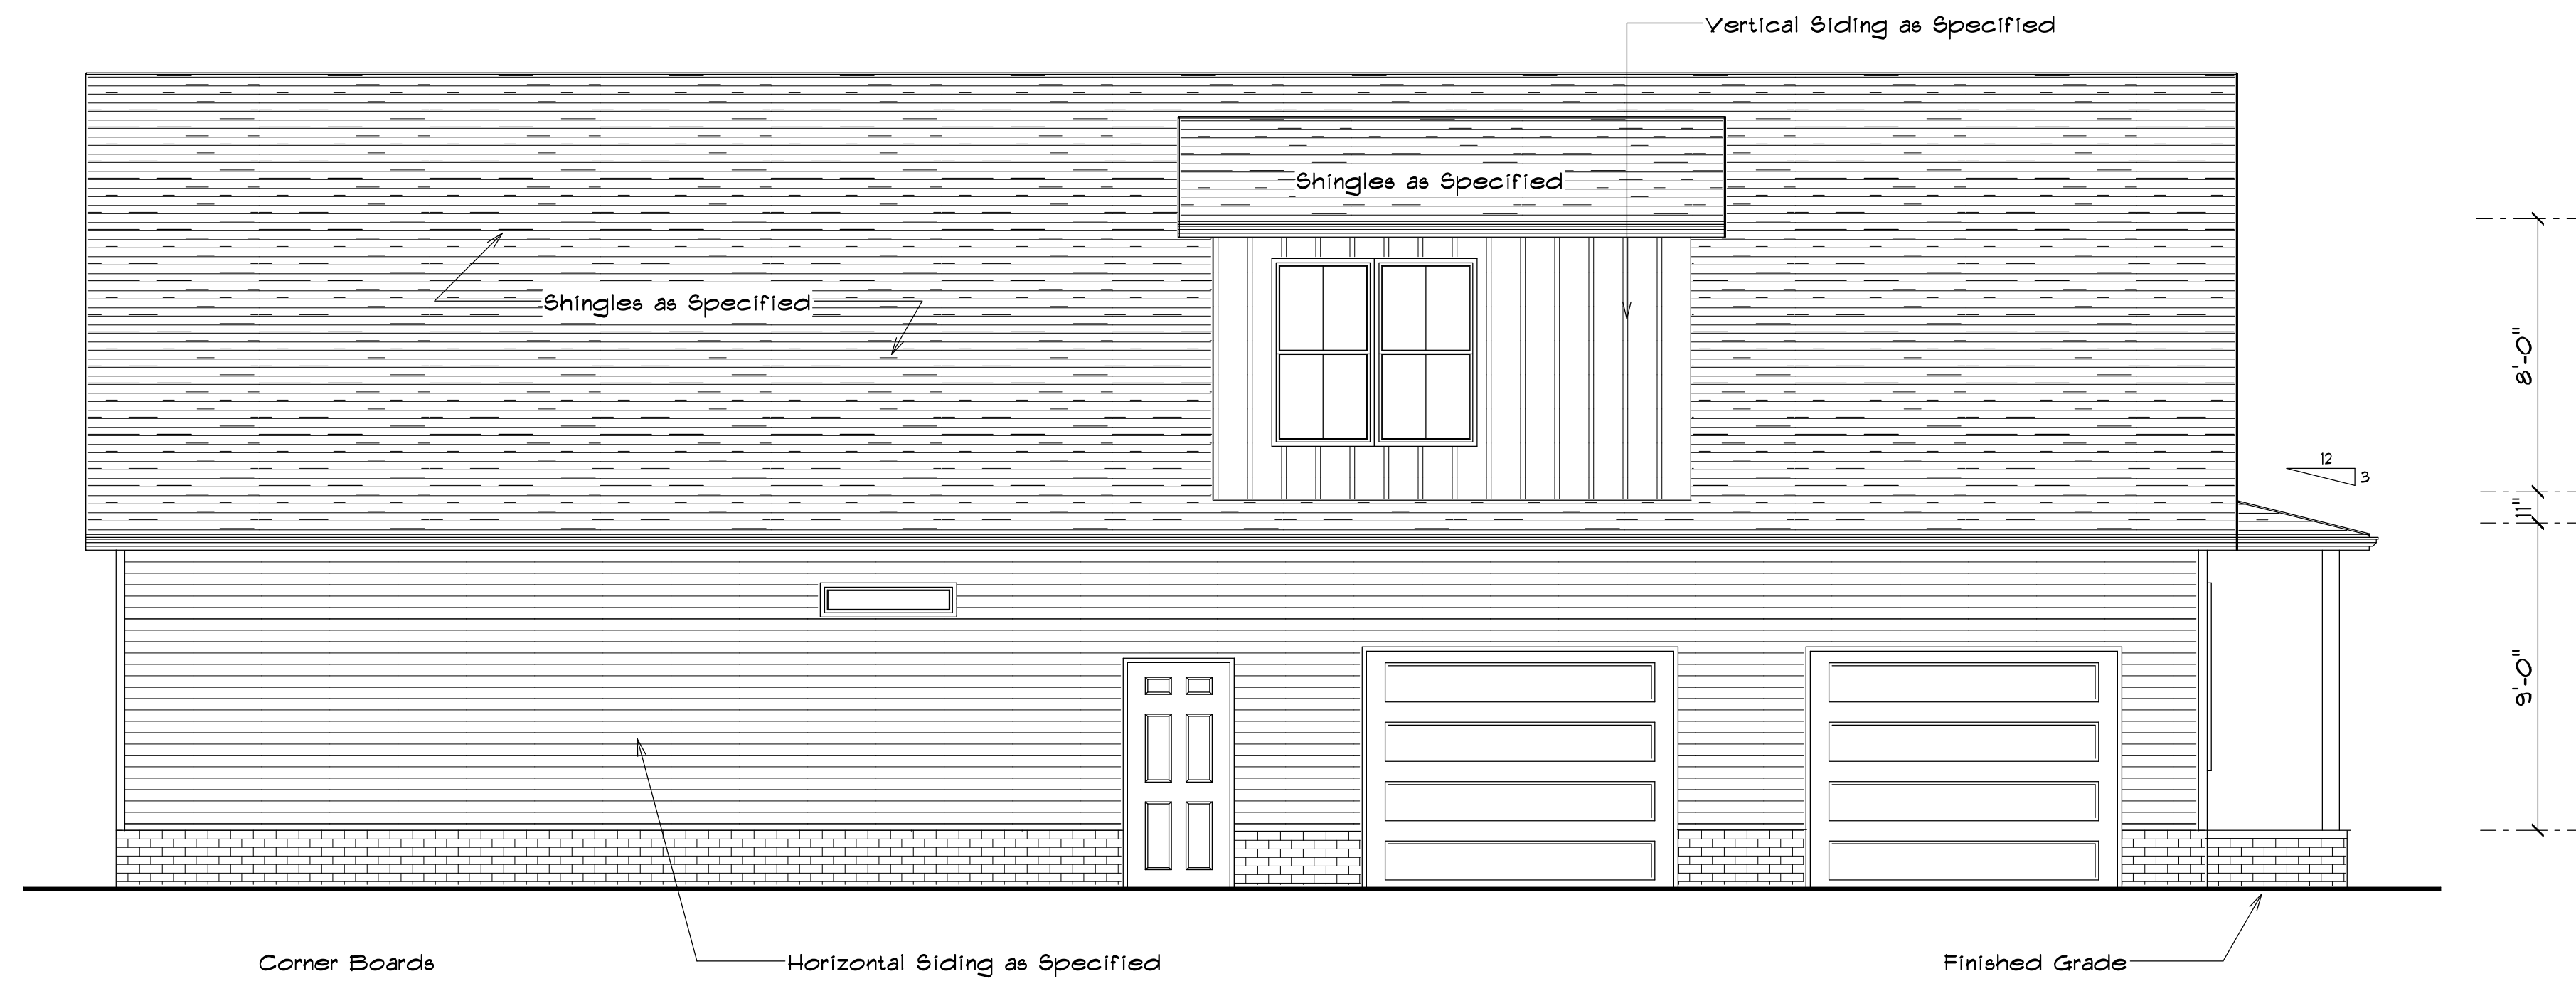 Vertical Siding as Specified
Shingles as Specified
Shingles as Specified
8'-0"
12
3
11"
9'-0"
Corner Boards
Horizontal Siding as Specified
Finished Grade